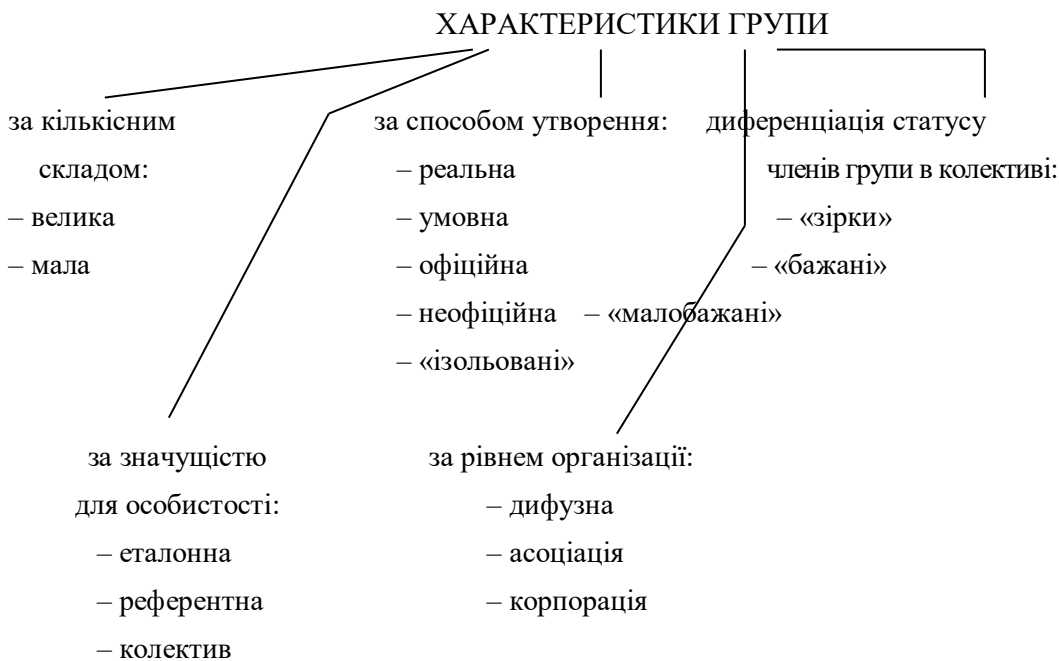 ХАРАКТЕРИСТИКИ ГРУПИ
за кількісним
складом:
– велика
– мала
за способом утворення:
– реальна
– умовна
– офіційна
– неофіційна
– «ізольовані»
диференціація статусу
членів групи в колективі:
– «зірки»
– «бажані»
– «малобажані»
за значущістю
для особистості:
– еталонна
– референтна
– колектив
за рівнем організації:
– дифузна
– асоціація
– корпорація